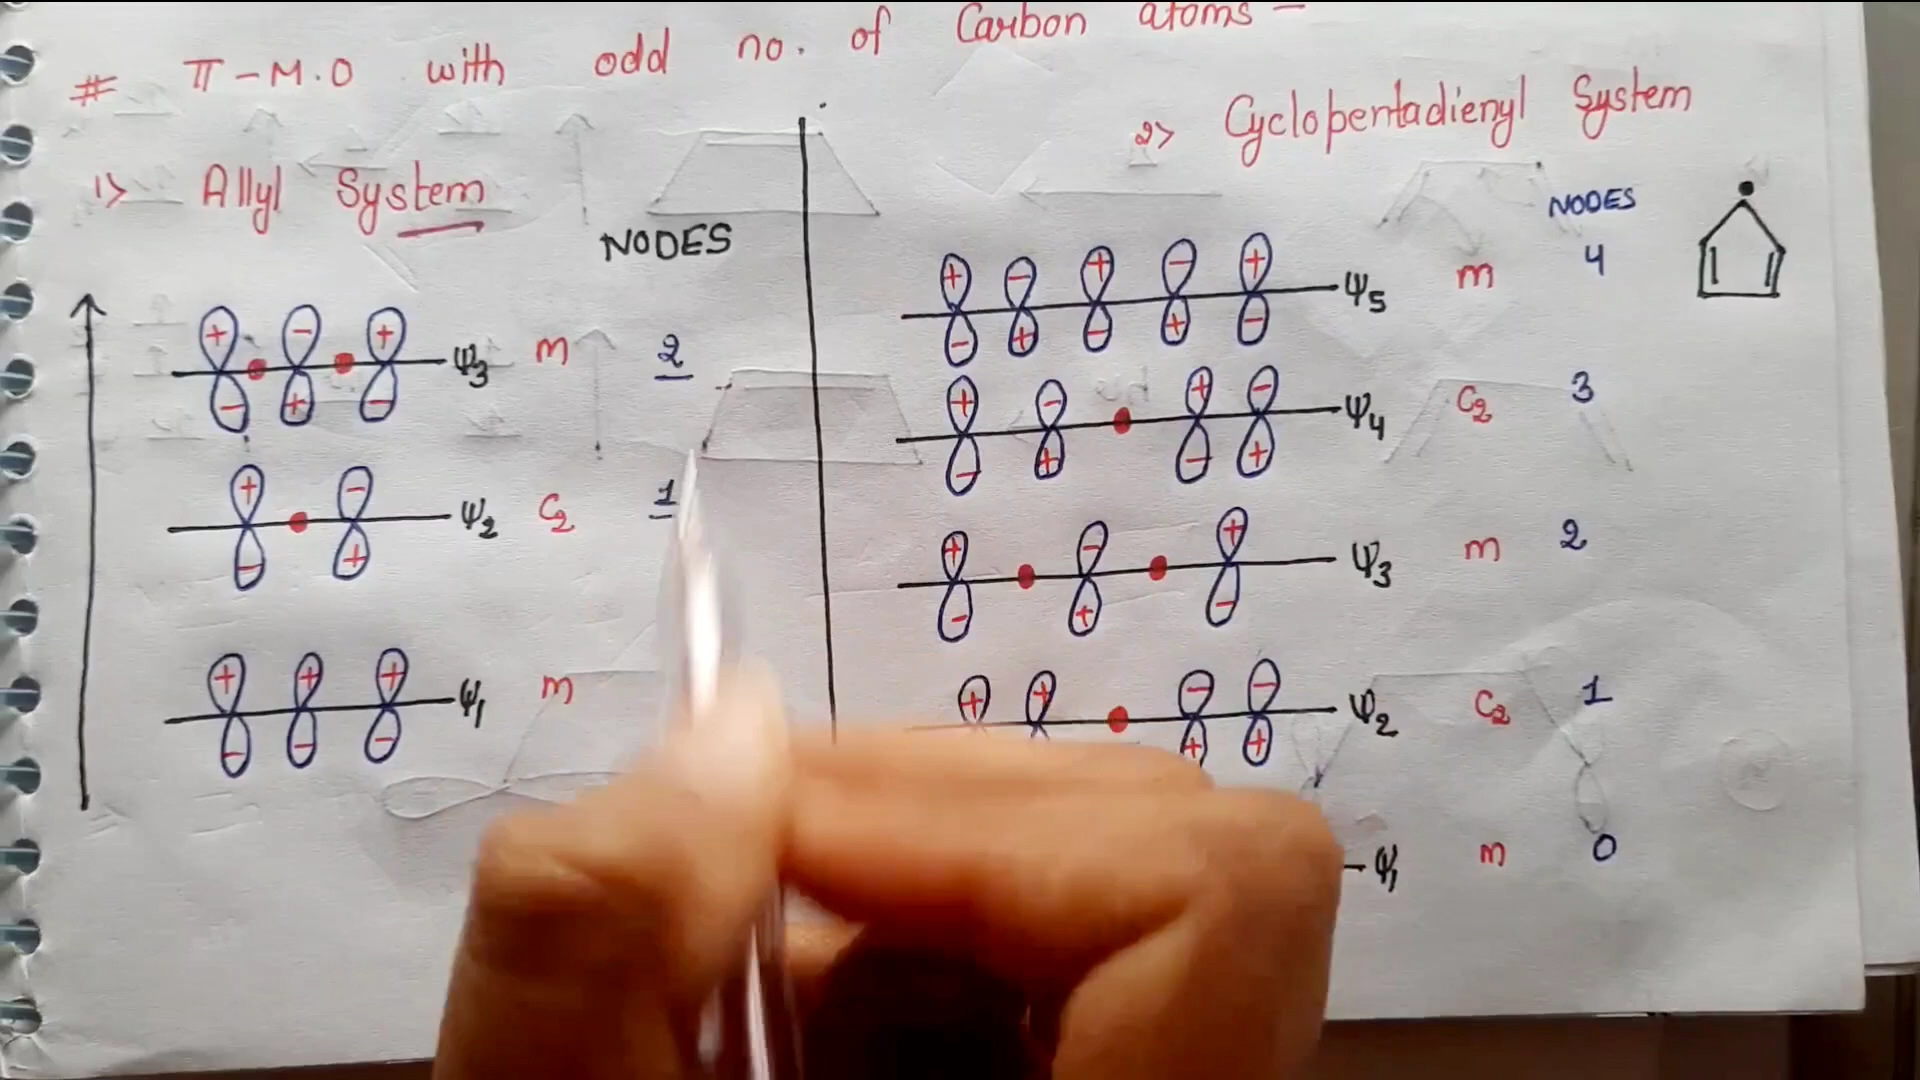 # π-M.O with odd no. of Carbon atoms -
1> Allyl System
NODES
+ - + ψ3 m 2
- + -
+ - ψ2 C2 1
- +
+ + + ψ1 m
- - -
2> Cyclopentadienyl System
NODES
+ - + - + ψ5 m 4
- + - + -
+ - + - ψ4 C2 3
- + - +
+ - + ψ3 m 2
- + -
+ + - - ψ2 C2 1
+ +
ψ1 m 0